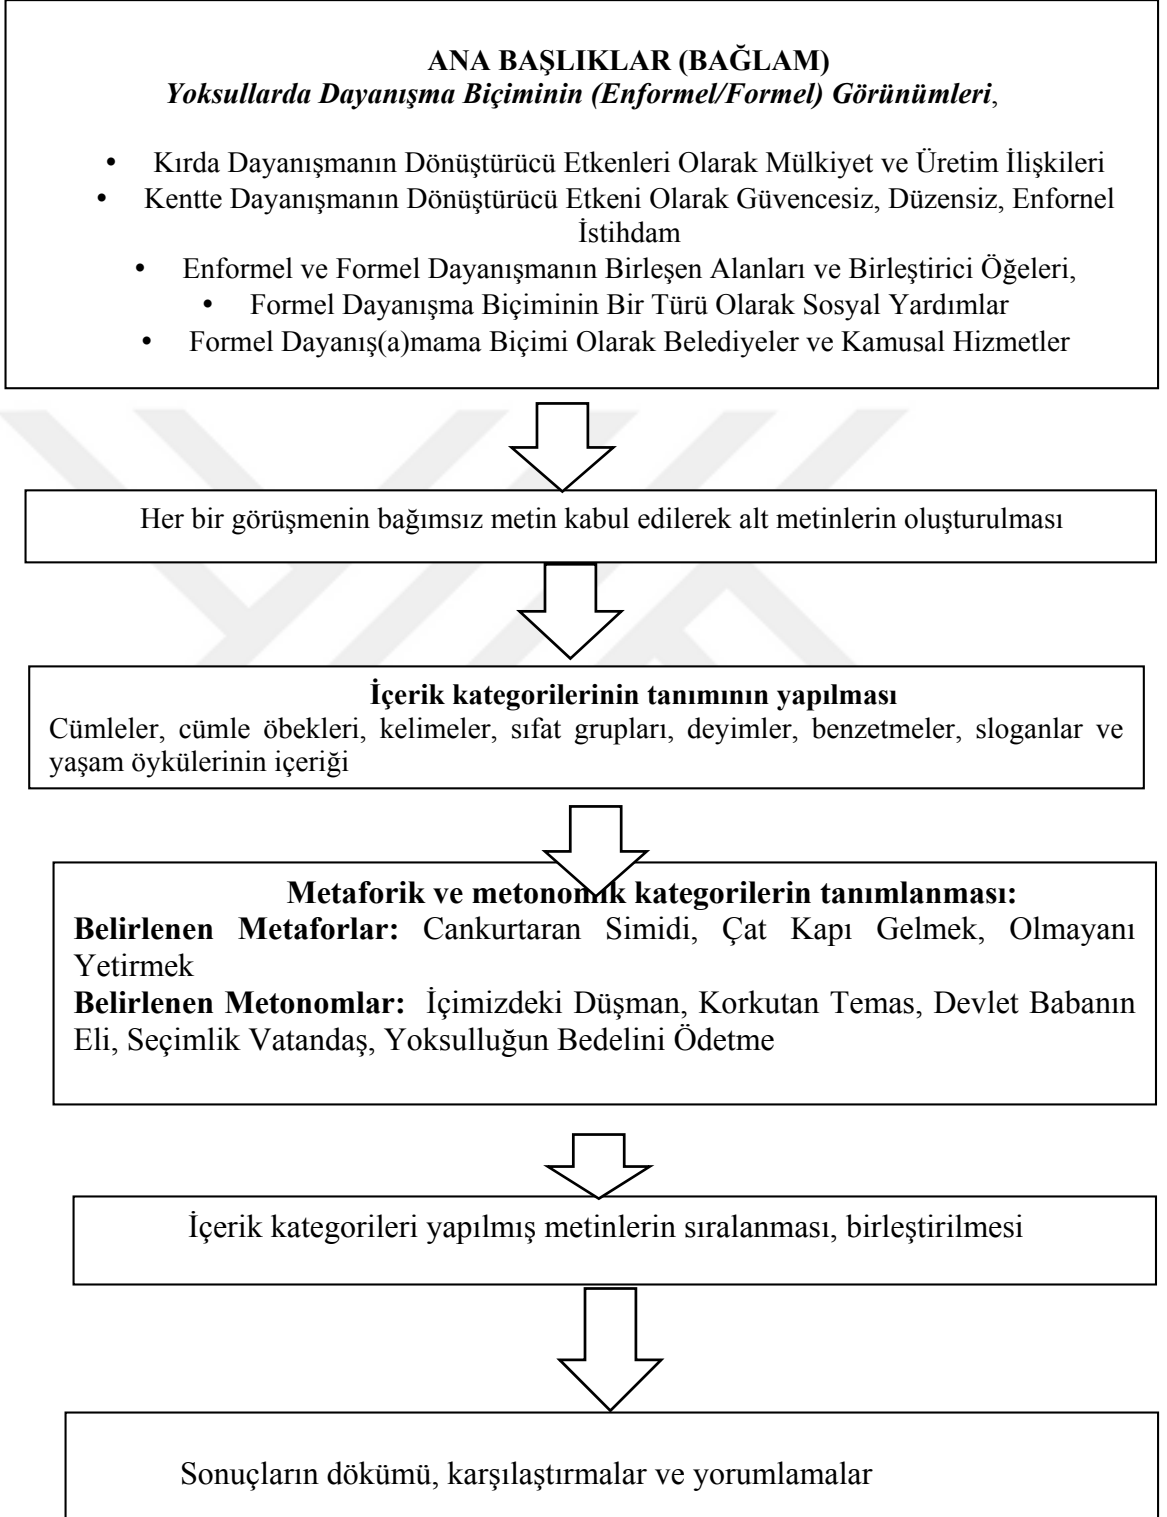 ANA BAŞLIKLAR (BAĞLAM)
Yoksullarda Dayanışma Biçiminin (Enformel/Formel) Görünümleri,
• Kırda Dayanışmanın Dönüştürücü Etkenleri Olarak Mülkiyet ve Üretim İlişkileri
• Kentte Dayanışmanın Dönüştürücü Etkeni Olarak Güvencesiz, Düzensiz, Enfornel
İstihdam
• Enformel ve Formel Dayanışmanın Birleşen Alanları ve Birleştirici Öğeleri,
• Formel Dayanışma Biçiminin Bir Türü Olarak Sosyal Yardımlar
• Formel Dayanış(a)mama Biçimi Olarak Belediyeler ve Kamusal Hizmetler
Her bir görüşmenin bağımsız metin kabul edilerek alt metinlerin oluşturulması
İçerik kategorilerinin tanımının yapılması
Cümleler, cümle öbekleri, kelimeler, sıfat grupları, deyimler, benzetmeler, sloganlar ve
yaşam öykülerinin içeriği
Metaforik ve metonomik kategorilerin tanımlanması:
Belirlenen Metaforlar: Cankurtaran Simidi, Çat Kapı Gelmek, Olmayanı
Yetirmek
Belirlenen Metonomlar: İçimizdeki Düşman, Korkutan Temas, Devlet Babanın
Eli, Seçimlik Vatandaş, Yoksulluğun Bedelini Ödetme
İçerik kategorileri yapılmış metinlerin sıralanması, birleştirilmesi
Sonuçların dökümü, karşılaştırmalar ve yorumlamalar